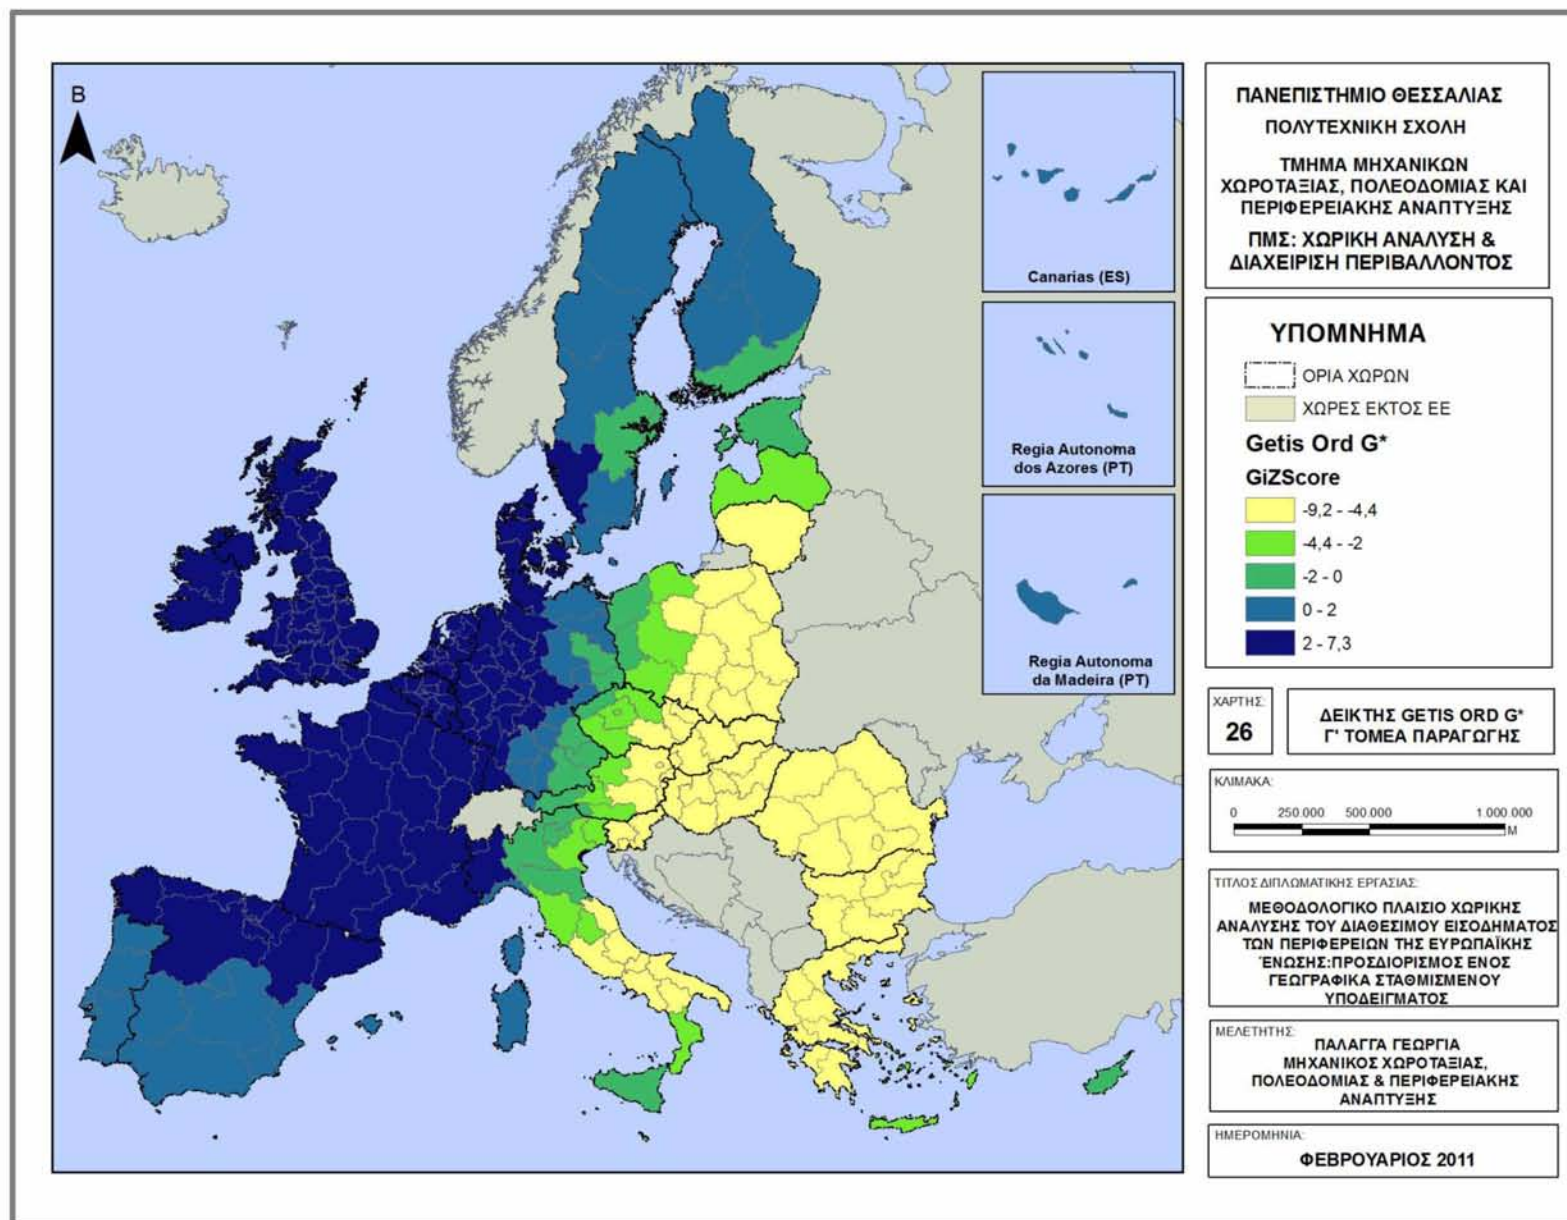 B
Canarias (ES)
Regia Autonoma
dos Azores (PT)
Regia Autonoma
da Madeira (PT)
ΠΑΝΕΠΙΣΤΗΜΙΟ ΘΕΣΣΑΛΙΑΣ
ΠΟΛΥΤΕΧΝΙΚΗ ΣΧΟΛΗ
ΤΜΗΜΑ ΜΗΧΑΝΙΚΩΝ
ΧΩΡΟΤΑΞΙΑΣ, ΠΟΛΕΟΔΟΜΙΑΣ ΚΑΙ
ΠΕΡΙΦΕΡΕΙΑΚΗΣ ΑΝΑΠΤΥΞΗΣ
ΠΜΣ: ΧΩΡΙΚΗ ΑΝΑΛΥΣΗ &
ΔΙΑΧΕΙΡΙΣΗ ΠΕΡΙΒΑΛΛΟΝΤΟΣ
ΥΠΟΜΝΗΜΑ
ΟΡΙΑ ΧΩΡΩΝ
ΧΩΡΕΣ ΕΚΤΟΣ ΕΕ
Getis Ord G*
GiZScore
-9,2 - -4,4
-4,4 - -2
-2 - 0
0 - 2
2 - 7,3
ΧΑΡΤΗΣ:
26
ΔΕΙΚΤΗΣ GETIS ORD G*
Γ' ΤΟΜΕΑ ΠΑΡΑΓΩΓΗΣ
ΚΛΙΜΑΚΑ:
0 250.000 500.000 1.000.000
M
ΤΙΤΛΟΣ ΔΙΠΛΩΜΑΤΙΚΗΣ ΕΡΓΑΣΙΑΣ:
ΜΕΘΟΔΟΛΟΓΙΚΟ ΠΛΑΙΣΙΟ ΧΩΡΙΚΗΣ
ΑΝΑΛΥΣΗΣ ΤΟΥ ΔΙΑΘΕΣΙΜΟΥ ΕΙΣΟΔΗΜΑΤΟΣ
ΤΩΝ ΠΕΡΙΦΕΡΕΙΩΝ ΤΗΣ ΕΥΡΩΠΑΪΚΗΣ
ΈΝΩΣΗΣ:ΠΡΟΣΔΙΟΡΙΣΜΟΣ ΕΝΟΣ
ΓΕΩΓΡΑΦΙΚΑ ΣΤΑΘΜΙΣΜΕΝΟΥ
ΥΠΟΔΕΙΓΜΑΤΟΣ
ΜΕΛΕΤΗΤΗΣ:
ΠΑΛΑΓΓΑ ΓΕΩΡΓΙΑ
ΜΗΧΑΝΙΚΟΣ ΧΩΡΟΤΑΞΙΑΣ,
ΠΟΛΕΟΔΟΜΙΑΣ & ΠΕΡΙΦΕΡΕΙΑΚΗΣ
ΑΝΑΠΤΥΞΗΣ
ΗΜΕΡΟΜΗΝΙΑ:
ΦΕΒΡΟΥΑΡΙΟΣ 2011